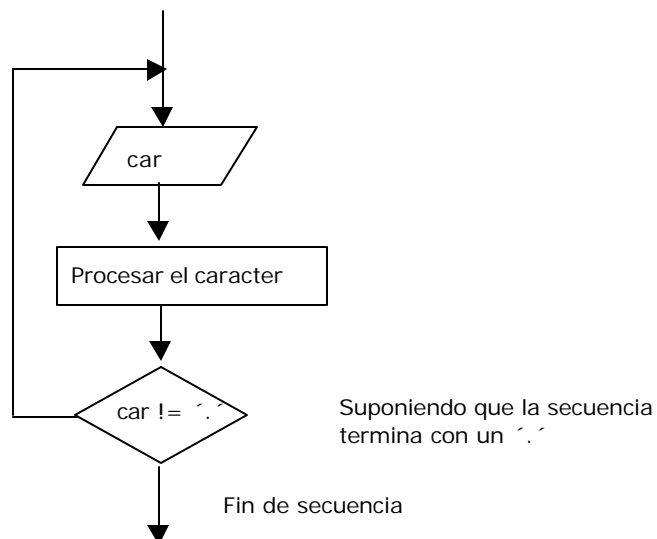 car
Procesar el caracter
car != ´.´
Suponiendo que la secuencia
termina con un ´.´
Fin de secuencia